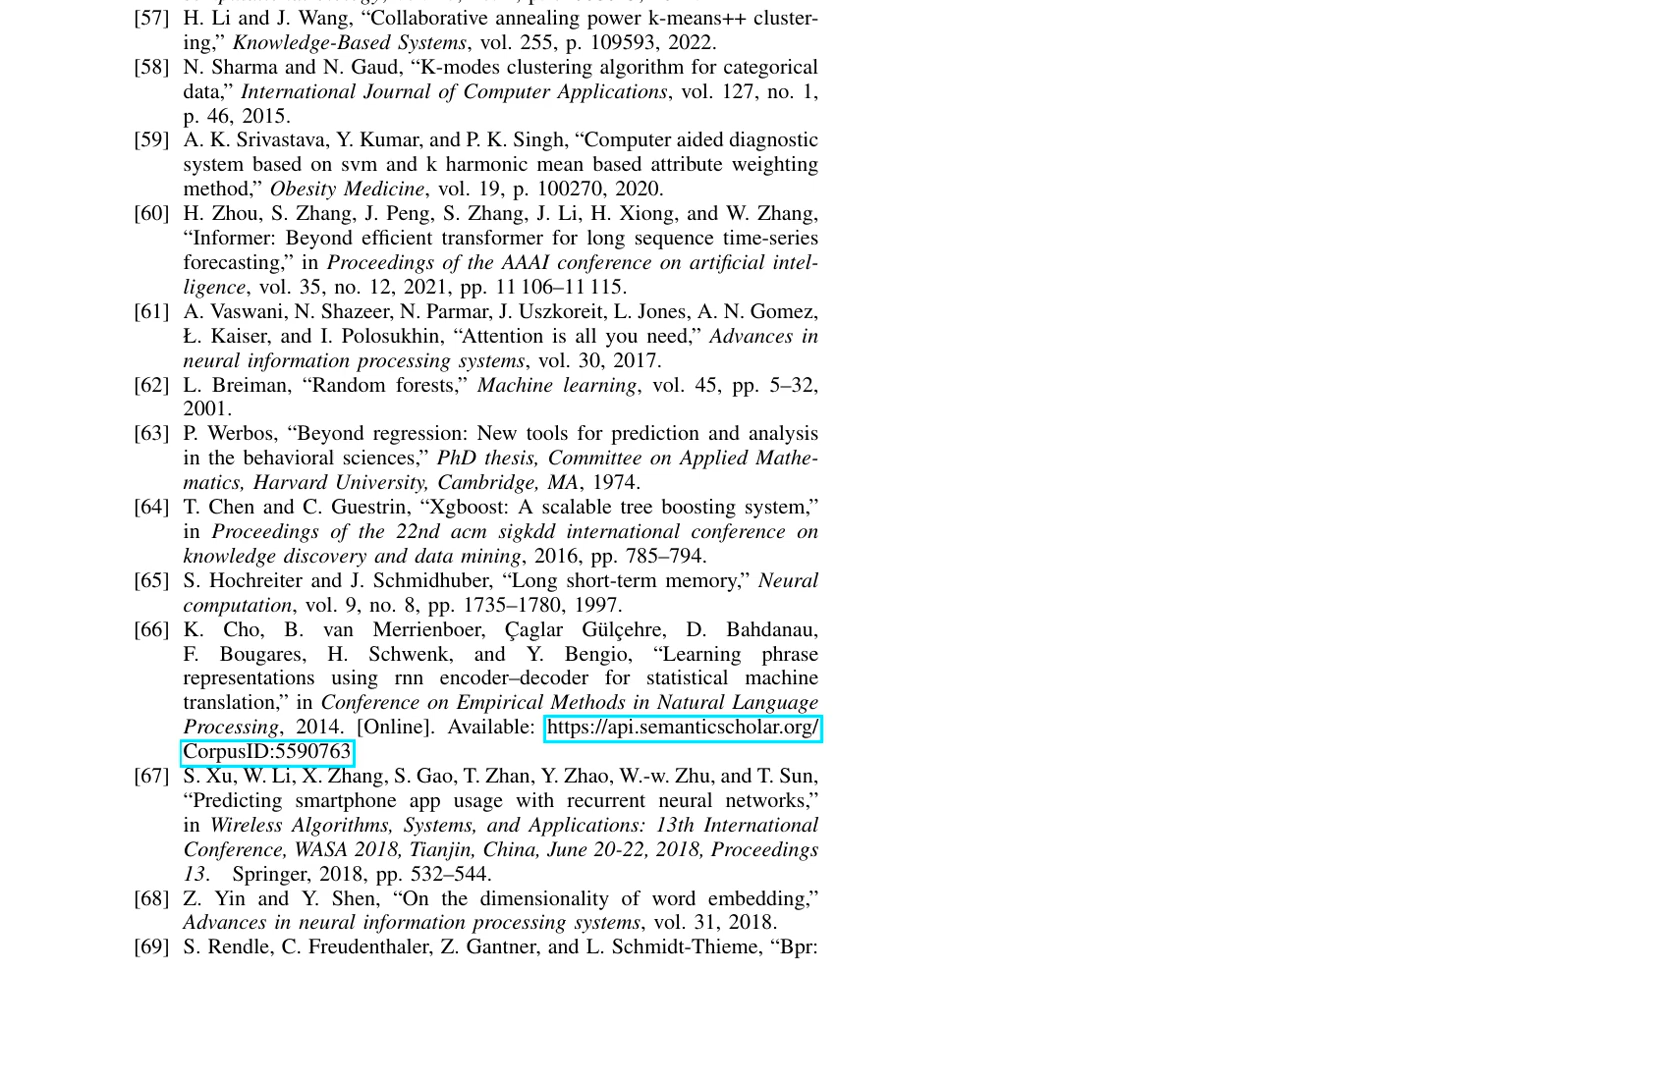 [57] H. Li and J. Wang, “Collaborative annealing power k-means++ cluster-
ing,” Knowledge-Based Systems, vol. 255, p. 109593, 2022.
[58] N. Sharma and N. Gaud, “K-modes clustering algorithm for categorical
data,” International Journal of Computer Applications, vol. 127, no. 1,
p. 46, 2015.
[59] A. K. Srivastava, Y. Kumar, and P. K. Singh, “Computer aided diagnostic
system based on svm and k harmonic mean based attribute weighting
method,” Obesity Medicine, vol. 19, p. 100270, 2020.
[60] H. Zhou, S. Zhang, J. Peng, S. Zhang, J. Li, H. Xiong, and W. Zhang,
“Informer: Beyond efficient transformer for long sequence time-series
forecasting,” in Proceedings of the AAAI conference on artificial intel-
ligence, vol. 35, no. 12, 2021, pp. 11 106–11 115.
[61] A. Vaswani, N. Shazeer, N. Parmar, J. Uszkoreit, L. Jones, A. N. Gomez,
Ł. Kaiser, and I. Polosukhin, “Attention is all you need,” Advances in
neural information processing systems, vol. 30, 2017.
[62] L. Breiman, “Random forests,” Machine learning, vol. 45, pp. 5–32,
2001.
[63] P. Werbos, “Beyond regression: New tools for prediction and analysis
in the behavioral sciences,” PhD thesis, Committee on Applied Mathe-
matics, Harvard University, Cambridge, MA, 1974.
[64] T. Chen and C. Guestrin, “Xgboost: A scalable tree boosting system,”
in Proceedings of the 22nd acm sigkdd international conference on
knowledge discovery and data mining, 2016, pp. 785–794.
[65] S. Hochreiter and J. Schmidhuber, “Long short-term memory,” Neural
computation, vol. 9, no. 8, pp. 1735–1780, 1997.
[66] K. Cho, B. van Merrienboer, Çaglar Gülçehre, D. Bahdanau,
F. Bougares, H. Schwenk, and Y. Bengio, “Learning phrase
representations using rnn encoder–decoder for statistical machine
translation,” in Conference on Empirical Methods in Natural Language
Processing, 2014. [Online]. Available: https://api.semanticscholar.org/
CorpusID:5590763
[67] S. Xu, W. Li, X. Zhang, S. Gao, T. Zhan, Y. Zhao, W.-w. Zhu, and T. Sun,
“Predicting smartphone app usage with recurrent neural networks,”
in Wireless Algorithms, Systems, and Applications: 13th International
Conference, WASA 2018, Tianjin, China, June 20-22, 2018, Proceedings
13. Springer, 2018, pp. 532–544.
[68] Z. Yin and Y. Shen, “On the dimensionality of word embedding,”
Advances in neural information processing systems, vol. 31, 2018.
[69] S. Rendle, C. Freudenthaler, Z. Gantner, and L. Schmidt-Thieme, “Bpr: